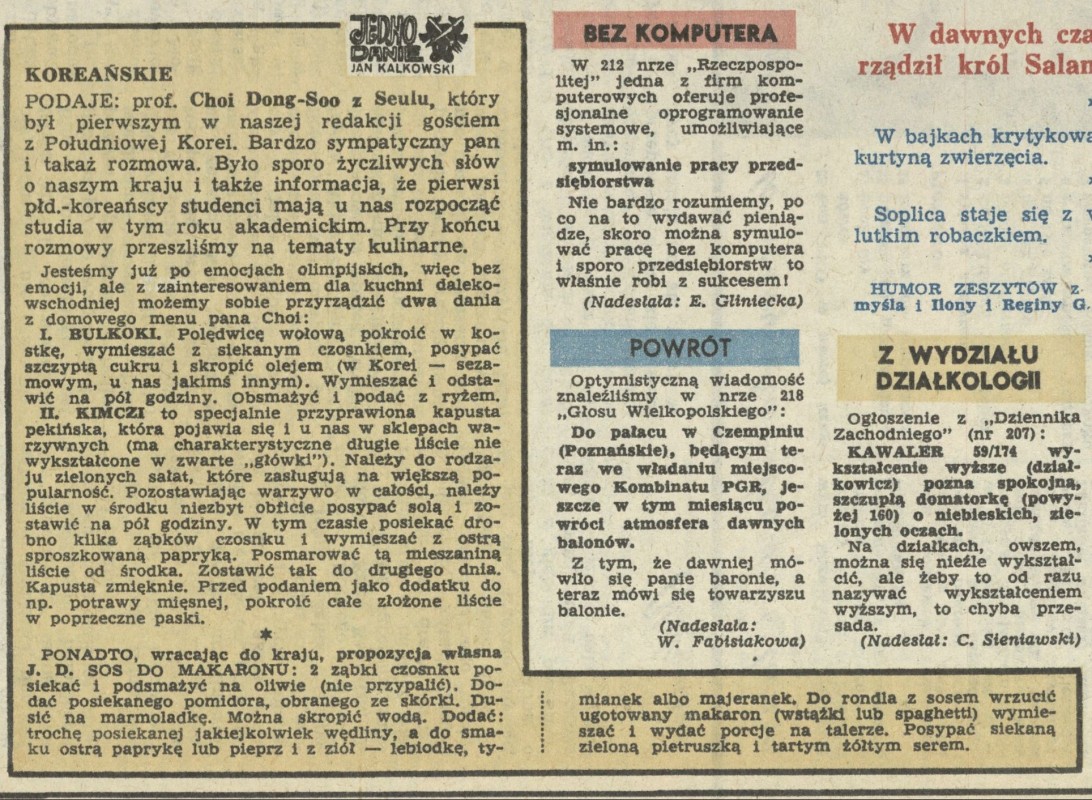 JEDNO
DANIE
JAN KALKOWSKI
KOREAŃSKIE
PODAJE: prof. Choi Dong-Soo z Seulu, który
był pierwszym w naszej redakcji gościem
z Południowej Korei. Bardzo sympatyczny pan
i takaż rozmowa. Było sporo życzliwych słów
o naszym kraju i także informacja, że pierwsi
płd.-koreańscy studenci mają u nas rozpocząć
studia w tym roku akademickim. Przy końcu
rozmowy przeszliśmy na tematy kulinarne.
Jesteśmy już po emocjach olimpijskich, więc bez
emocji, ale z zainteresowaniem dla kuchni daleko-
wschodniej możemy sobie przyrządzić dwa dania
z domowego menu pana Choi:
I. BULKOKI. Polędwicę wołową pokroić w ko-
stkę, wymieszać z siekanym czosnkiem, posypać
szczyptą cukru i skropić olejem (w Korei — seza-
mowym, u nas jakimś innym). Wymieszać i odsta-
wić na pół godziny. Obsmażyć i podać z ryżem.
II. KIMCZI to specjalnie przyprawiona kapusta
pekińska, która pojawia się i u nas w sklepach wa-
rzywnych (ma charakterystyczne długie liście nie
wykształcone w zwarte „główki”). Należy do rodza-
ju zielonych sałat, które zasługują na większą po-
pularność. Pozostawiając warzywo w całości, należy
liście w środku niezbyt obficie posypać solą i zo-
stawić na pół godziny. W tym czasie posiekać dro-
bno kilka ząbków czosnku i wymieszać z ostrą
sproszkowaną papryką. Posmarować tą mieszaniną
liście od środka. Zostawić tak do drugiego dnia.
Kapusta zmięknie. Przed podaniem jako dodatku do
np. potrawy mięsnej, pokroić całe złożone liście
w poprzeczne paski.
*
PONADTO, wracając do kraju, propozycja własna
J. D. SOS DO MAKARONU: 2 ząbki czosnku po-
siekać i podsmażyć na oliwie (nie przypalić). Do-
dać posiekanego pomidora, obranego ze skórki. Du-
sić na marmoladkę. Można skropić wodą. Dodać:
trochę posiekanej jakiejkolwiek wędliny, a do sma-
ku ostrą paprykę lub pieprz i z ziół — lebiodkę, ty-
mianek albo majeranek. Do rondla z sosem wrzucić
ugotowany makaron (wstążki lub spaghetti) wymie-
szać i wydać porcje na talerze. Posypać siekaną
zieloną pietruszką i tartym żółtym serem.
BEZ KOMPUTERA
W 212 nrze „Rzeczpospo-
litej” jedna z firm kom-
puterowych oferuje profe-
sjonalne oprogramowanie
systemowe, umożliwiające
m. in.:
symulowanie pracy przed-
siębiorstwa
Nie bardzo rozumiemy, po
co na to wydawać pienią-
dze, skoro można symulo-
wać pracę bez komputera
i sporo przedsiębiorstw to
właśnie robi z sukcesem!
(Nadesłała: E. Gliniecka)
POWRÓT
Optymistyczną wiadomość
znaleźliśmy w nrze 218
„Głosu Wielkopolskiego”:
Do pałacu w Czempiniu
(Poznańskie), będącym te-
raz we władaniu miejsco-
wego Kombinatu PGR, je-
szcze w tym miesiącu po-
wróci atmosfera dawnych
balonów.
Z tym, że dawniej mó-
wiło się panie baronie, a
teraz mówi się towarzyszu
balonie.
(Nadesłała:
W. Fabisiakowa)
W dawnych cza
rządził król Salan
W bajkach krytykowa
kurtyną zwierzęcia.
Soplica staje się z
lutkim robaczkiem.
HUMOR ZESZYTÓW z
myśla i Ilony i Reginy G.
Z WYDZIAŁU
DZIAŁKOLOGII
Ogłoszenie z „Dziennika
Zachodniego” (nr 207):
KAWALER 59/174 wy-
kształcenie wyższe (dział-
kowicz) pozna spokojną,
szczupłą domatorkę (powy-
żej 160) o niebieskich, zie-
lonych oczach.
Na działkach, owszem,
można się nieźle wykształ-
cić, ale żeby to od razu
nazywać wykształceniem
wyższym, to chyba prze-
sada.
(Nadesłał: C. Sieniawski)